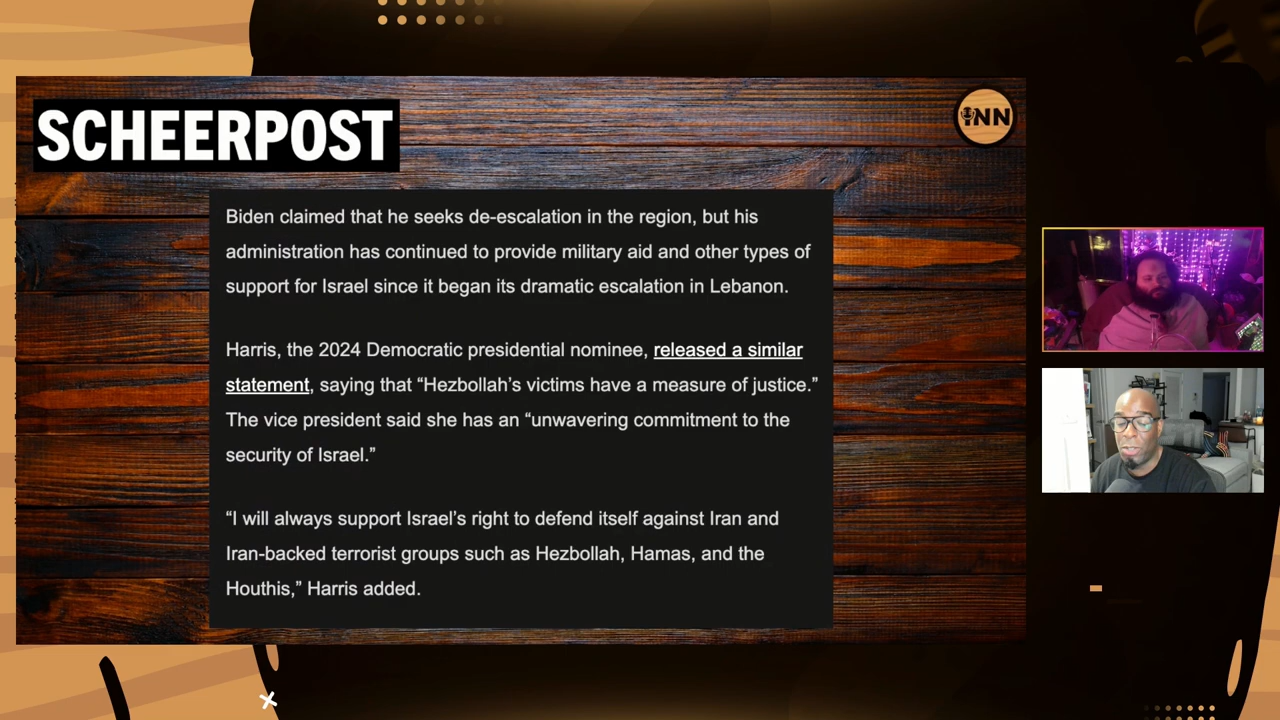 SCHEERPOST
iNN
Biden claimed that he seeks de-escalation in the region, but his
administration has continued to provide military aid and other types of
support for Israel since it began its dramatic escalation in Lebanon.
Harris, the 2024 Democratic presidential nominee, released a similar
statement, saying that “Hezbollah’s victims have a measure of justice.”
The vice president said she has an “unwavering commitment to the
security of Israel.”
“I will always support Israel’s right to defend itself against Iran and
Iran-backed terrorist groups such as Hezbollah, Hamas, and the
Houthis,” Harris added.